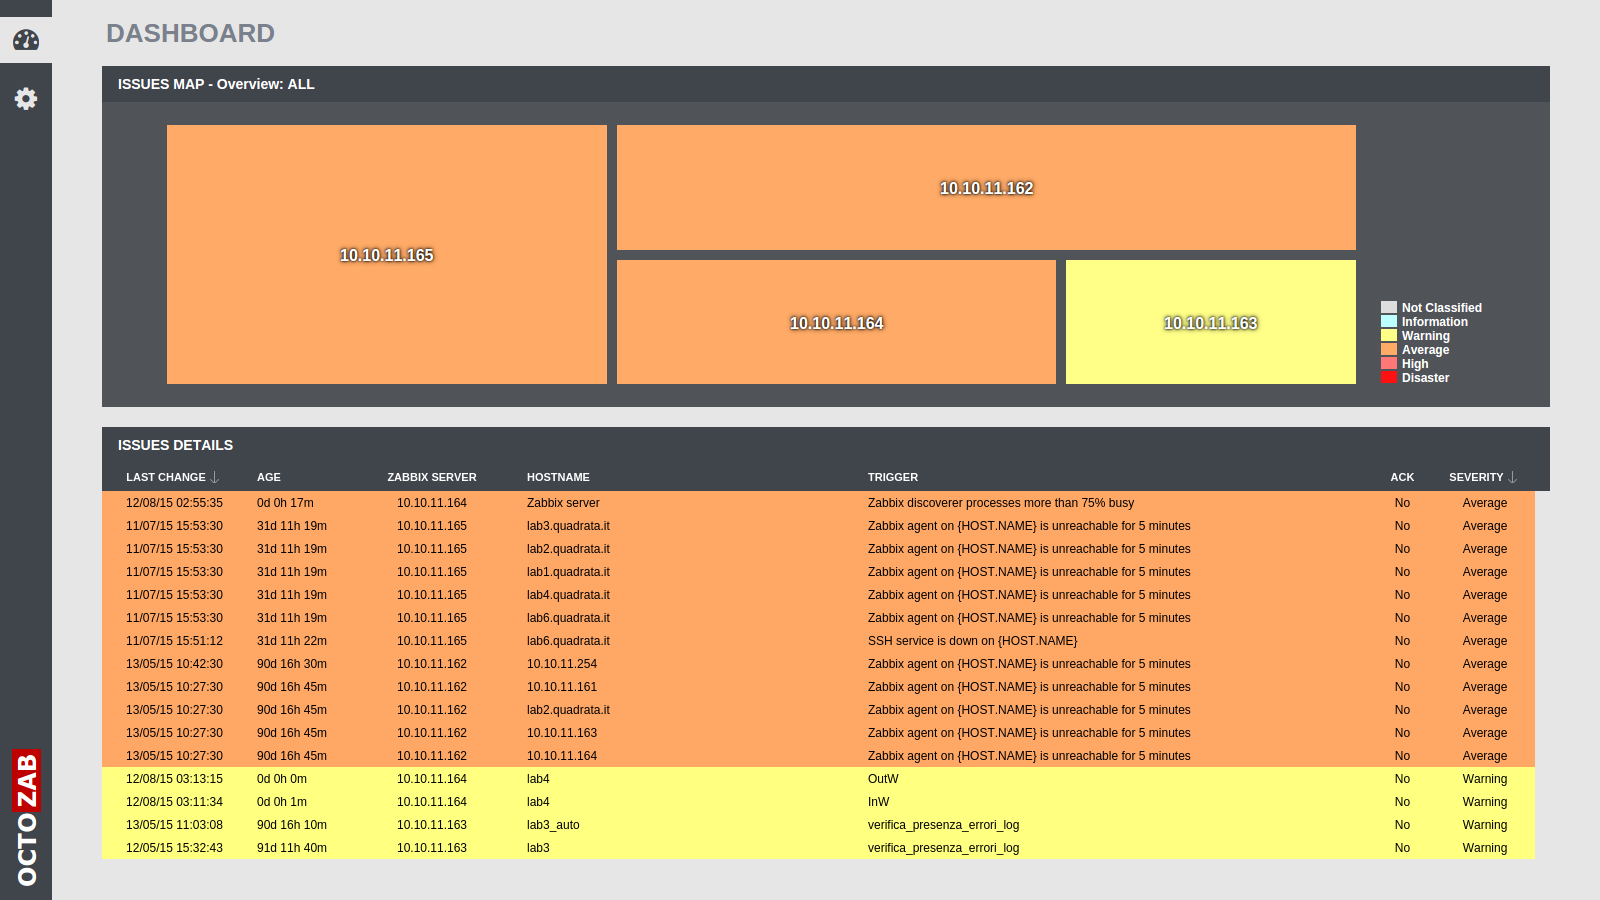 DASHBOARD
ISSUES MAP - Overview: ALL
10.10.11.165
10.10.11.162
10.10.11.164
10.10.11.163
Not Classified
Information
Warning
Average
High
Disaster
ISSUES DETAILS
LAST CHANGE AGE ZABBIX SERVER HOSTNAME TRIGGER ACK SEVERITY
12/08/15 02:55:35 0d 0h 17m 10.10.11.164 Zabbix server Zabbix discoverer processes more than 75% busy No Average
11/07/15 15:53:30 31d 11h 19m 10.10.11.165 lab3.quadrata.it Zabbix agent on {HOST.NAME} is unreachable for 5 minutes No Average
11/07/15 15:53:30 31d 11h 19m 10.10.11.165 lab2.quadrata.it Zabbix agent on {HOST.NAME} is unreachable for 5 minutes No Average
11/07/15 15:53:30 31d 11h 19m 10.10.11.165 lab1.quadrata.it Zabbix agent on {HOST.NAME} is unreachable for 5 minutes No Average
11/07/15 15:53:30 31d 11h 19m 10.10.11.165 lab4.quadrata.it Zabbix agent on {HOST.NAME} is unreachable for 5 minutes No Average
11/07/15 15:53:30 31d 11h 19m 10.10.11.165 lab6.quadrata.it Zabbix agent on {HOST.NAME} is unreachable for 5 minutes No Average
11/07/15 15:51:12 31d 11h 22m 10.10.11.165 lab6.quadrata.it SSH service is down on {HOST.NAME} No Average
13/05/15 10:42:30 90d 16h 30m 10.10.11.162 10.10.11.254 Zabbix agent on {HOST.NAME} is unreachable for 5 minutes No Average
13/05/15 10:27:30 90d 16h 45m 10.10.11.162 10.10.11.161 Zabbix agent on {HOST.NAME} is unreachable for 5 minutes No Average
13/05/15 10:27:30 90d 16h 45m 10.10.11.162 lab2.quadrata.it Zabbix agent on {HOST.NAME} is unreachable for 5 minutes No Average
13/05/15 10:27:30 90d 16h 45m 10.10.11.162 10.10.11.163 Zabbix agent on {HOST.NAME} is unreachable for 5 minutes No Average
13/05/15 10:27:30 90d 16h 45m 10.10.11.162 10.10.11.164 Zabbix agent on {HOST.NAME} is unreachable for 5 minutes No Average
12/08/15 03:13:15 0d 0h 0m 10.10.11.164 lab4 OutW No Warning
12/08/15 03:11:34 0d 0h 1m 10.10.11.164 lab4 InW No Warning
13/05/15 11:03:08 90d 16h 10m 10.10.11.163 lab3_auto verifica_presenza_errori_log No Warning
12/05/15 15:32:43 91d 11h 40m 10.10.11.163 lab3 verifica_presenza_errori_log No Warning
OCTOZAB